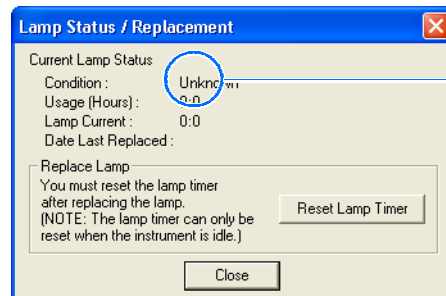 Lamp Status / Replacement
Current Lamp Status
Condition : Unknown
Usage (Hours) : 0:0
Lamp Current : 0:0
Date Last Replaced :
Replace Lamp
You must reset the lamp timer
after replacing the lamp.
(NOTE: The lamp timer can only be
reset when the instrument is idle.)
Reset Lamp Timer
Close